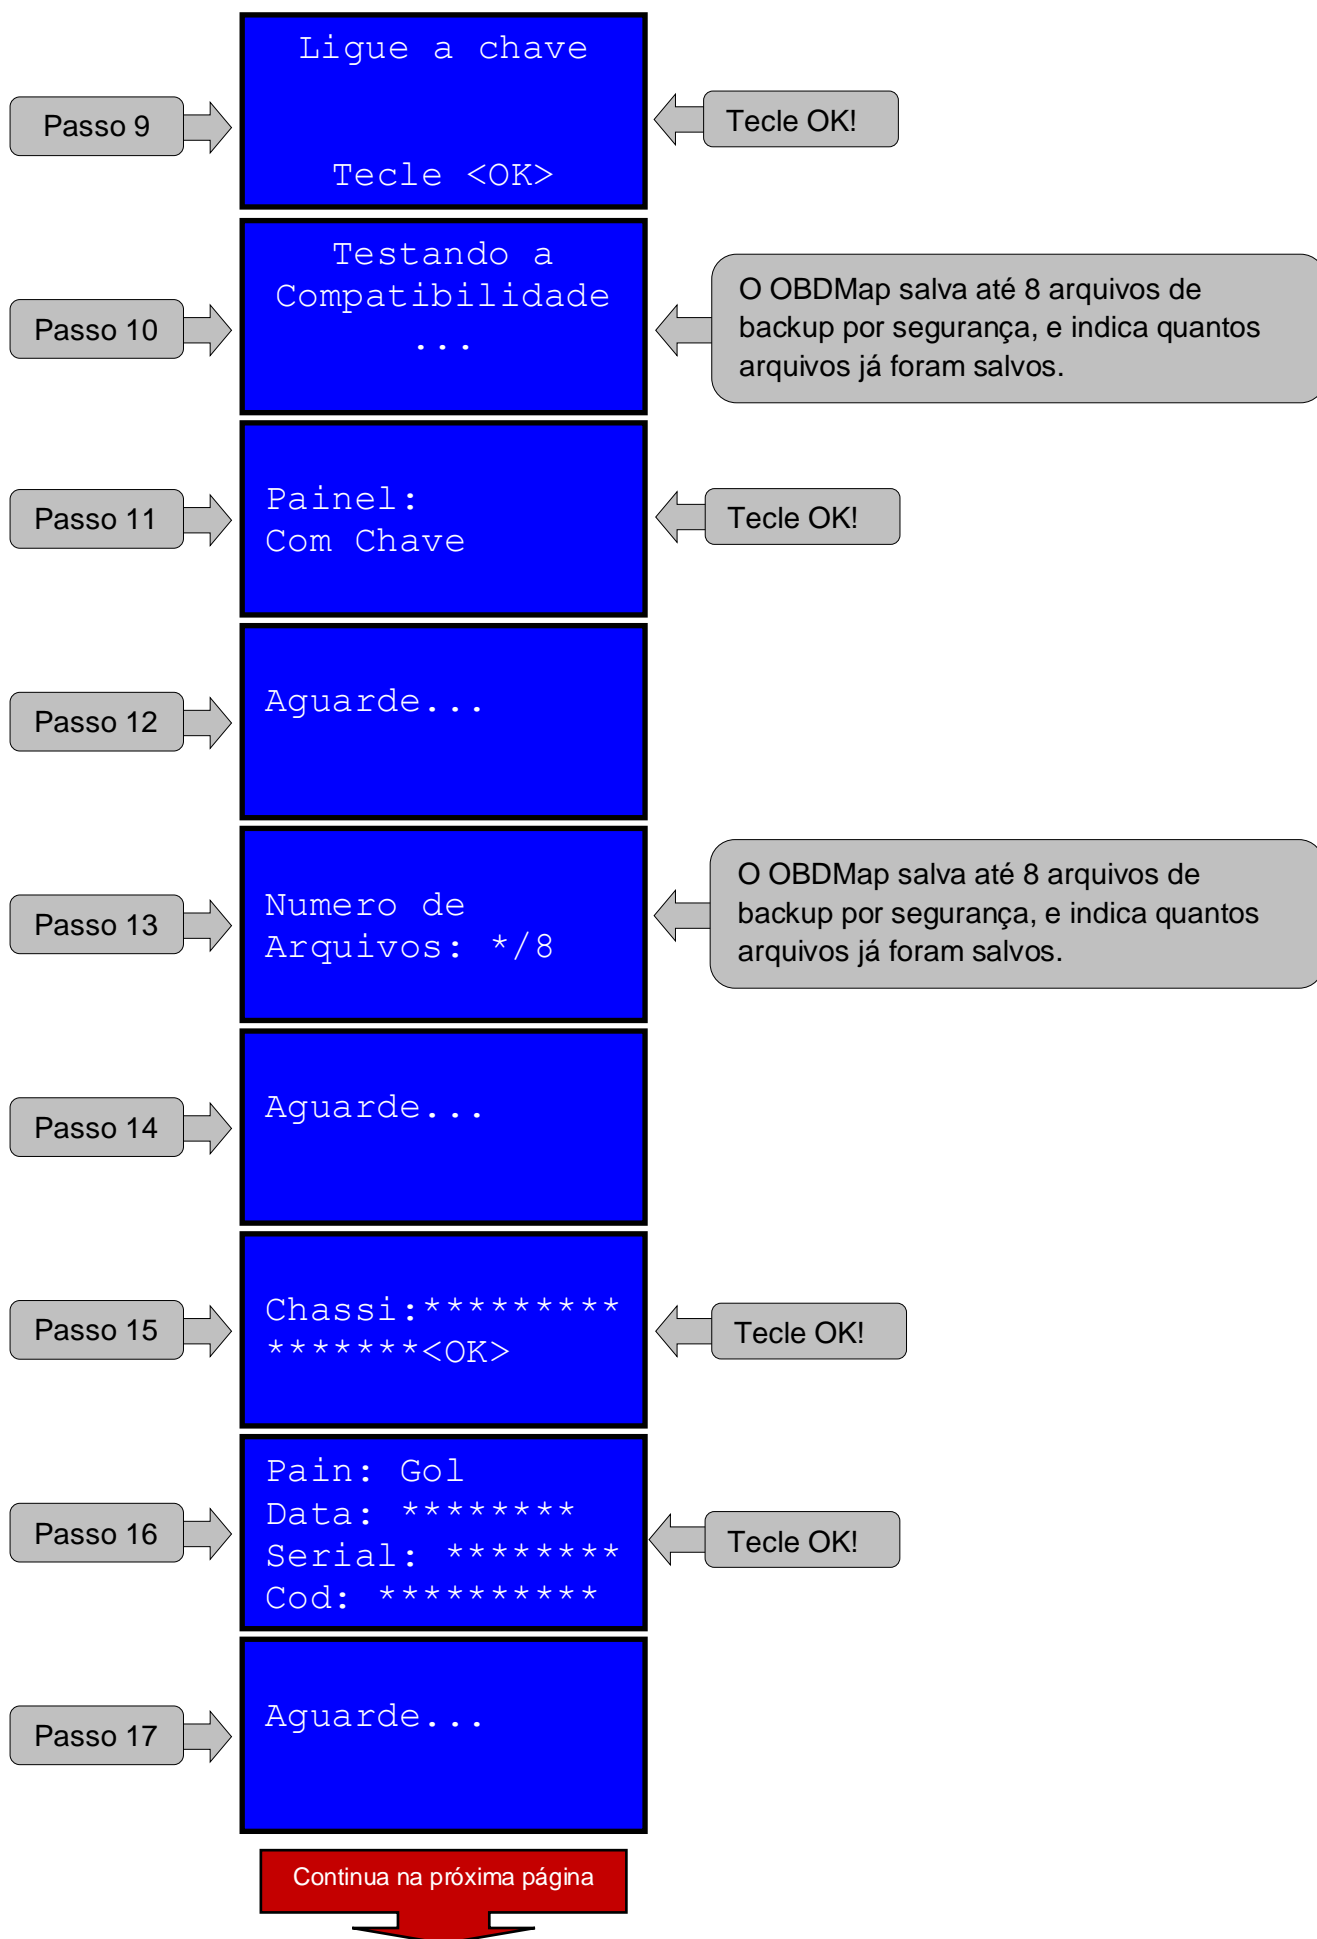 Passo 9
Ligue a chave
Tecle <OK>
Tecle OK!
Passo 10
Testando a
Compatibilidade
...
O OBDMap salva até 8 arquivos de
backup por segurança, e indica quantos
arquivos já foram salvos.
Passo 11
Painel:
Com Chave
Tecle OK!
Passo 12
Aguarde...
Passo 13
Numero de
Arquivos: */8
O OBDMap salva até 8 arquivos de
backup por segurança, e indica quantos
arquivos já foram salvos.
Passo 14
Aguarde...
Passo 15
Chassi:*********
*******<OK>
Tecle OK!
Passo 16
Pain: Gol
Data: ********
Serial: ********
Cod: **********
Tecle OK!
Passo 17
Aguarde...
Continua na próxima página